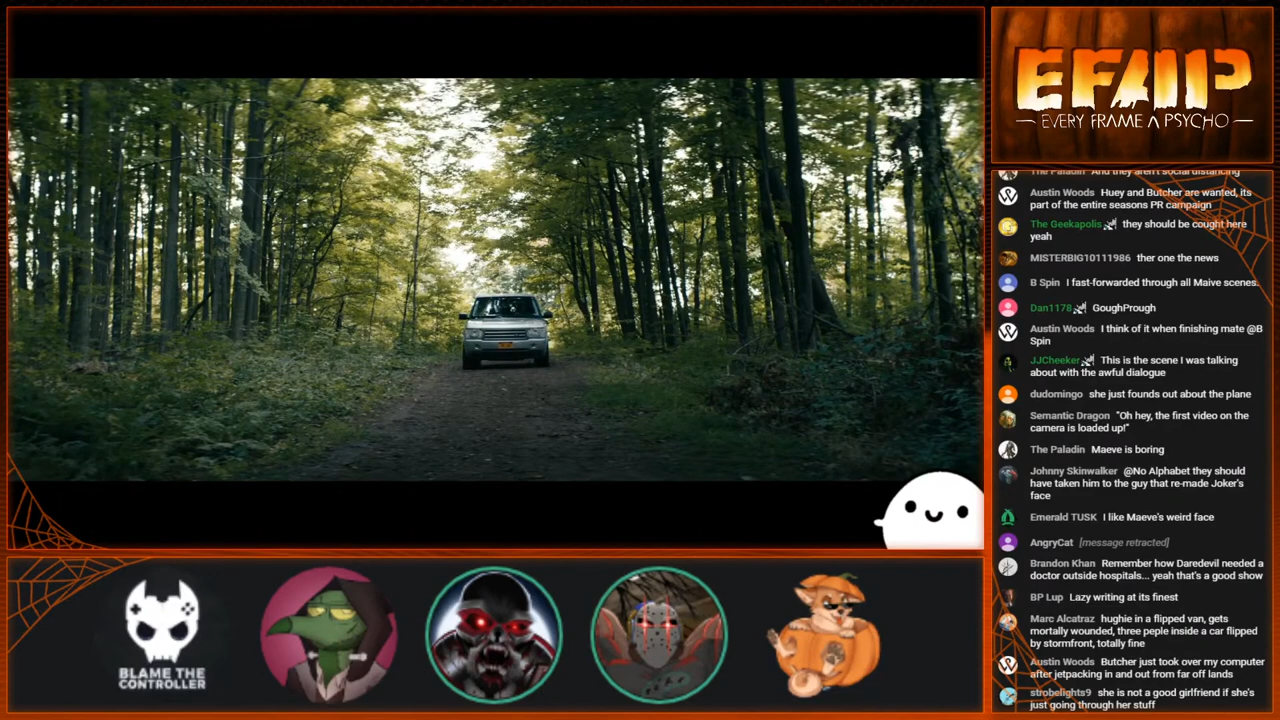 EFAIP
EVERY FRAME A PSYCHO
The Paladin And they aren't social distancing
Austin Woods Huey and Butcher are wanted, its
part of the entire seasons PR campaign
The Geekapolis they should be cought here
yeah
MISTERBIG10111986 ther one the news
B Spin I fast-forwarded through all Maive scenes.
Dan1178 GoughPrough
Austin Woods I think of it when finishing mate @B
Spin
JJCheeker This is the scene I was talking
about with the awful dialogue
dudomingo she just founds out about the plane
Semantic Dragon "Oh hey, the first video on the
camera is loaded up!"
The Paladin Maeve is boring
Johnny Skinwalker @No Alphabet they should
have taken him to the guy that re-made Joker's
face
Emerald TUSK I like Maeve's weird face
AngryCat [message retracted]
Brandon Khan Remember how Daredevil needed a
doctor outside hospitals... yeah that's a good show
BP Lup Lazy writing at its finest
Marc Alcatraz hughie in a flipped van, gets
mortally wounded, three peple inside a car flipped
by stormfront, totally fine
Austin Woods Butcher just took over my computer
after jetpacking in and out from far off lands
strobelights9 she is not a good girlfriend if she's
just going through her stuff
BLAME THE
CONTROLLER